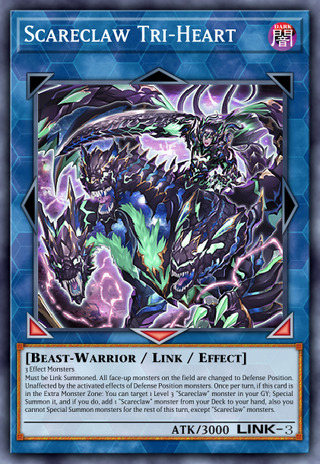 SCARECLAW TRI-HEART
DARK
闇
[BEAST-WARRIOR / LINK / EFFECT]
3 Effect Monsters
Must be Link Summoned. All face-up monsters on the field are changed to Defense Position.
Unaffected by the activated effects of Defense Position monsters. Once per turn, if this card is
in the Extra Monster Zone: You can target 1 Level 3 "Scareclaw" monster in your GY; Special
Summon it, and if you do, add 1 "Scareclaw" monster from your Deck to your hand, also you
cannot Special Summon monsters for the rest of this turn, except "Scareclaw" monsters.
ATK/3000 LINK-3